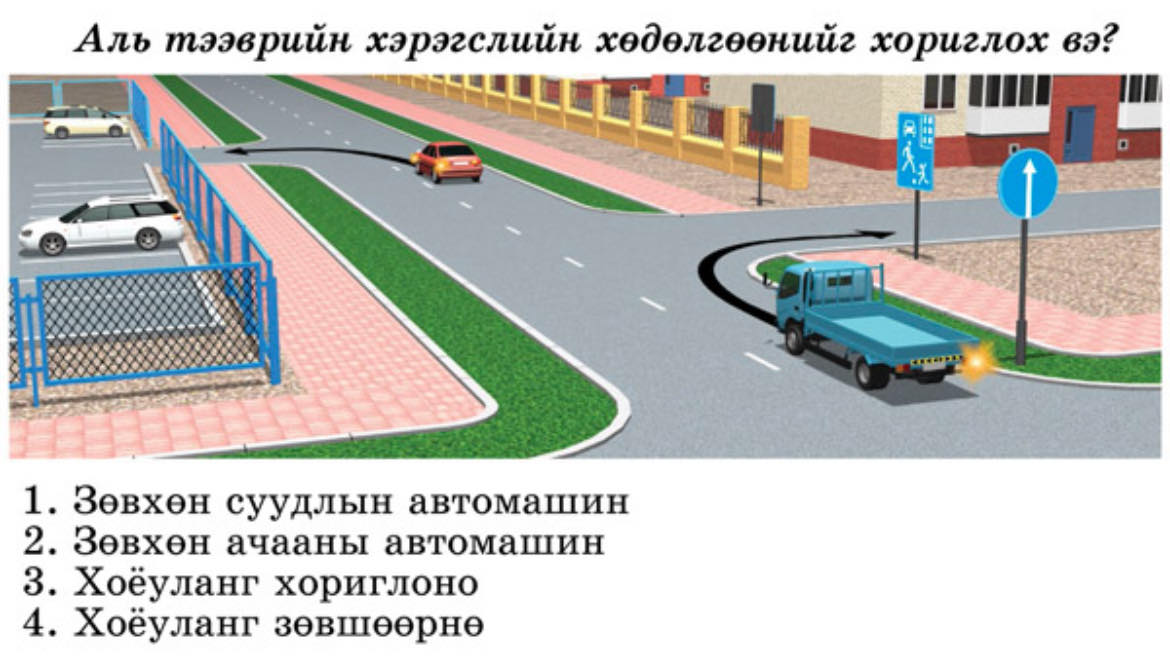 Аль тээврийн хэрэгслийн хөдөлгөөнийг хориглох вэ?
1. Зөвхөн суудлын автомашин
2. Зөвхөн ачааны автомашин
3. Хоёуланг хориглоно
4. Хоёуланг зөвшөөрнө